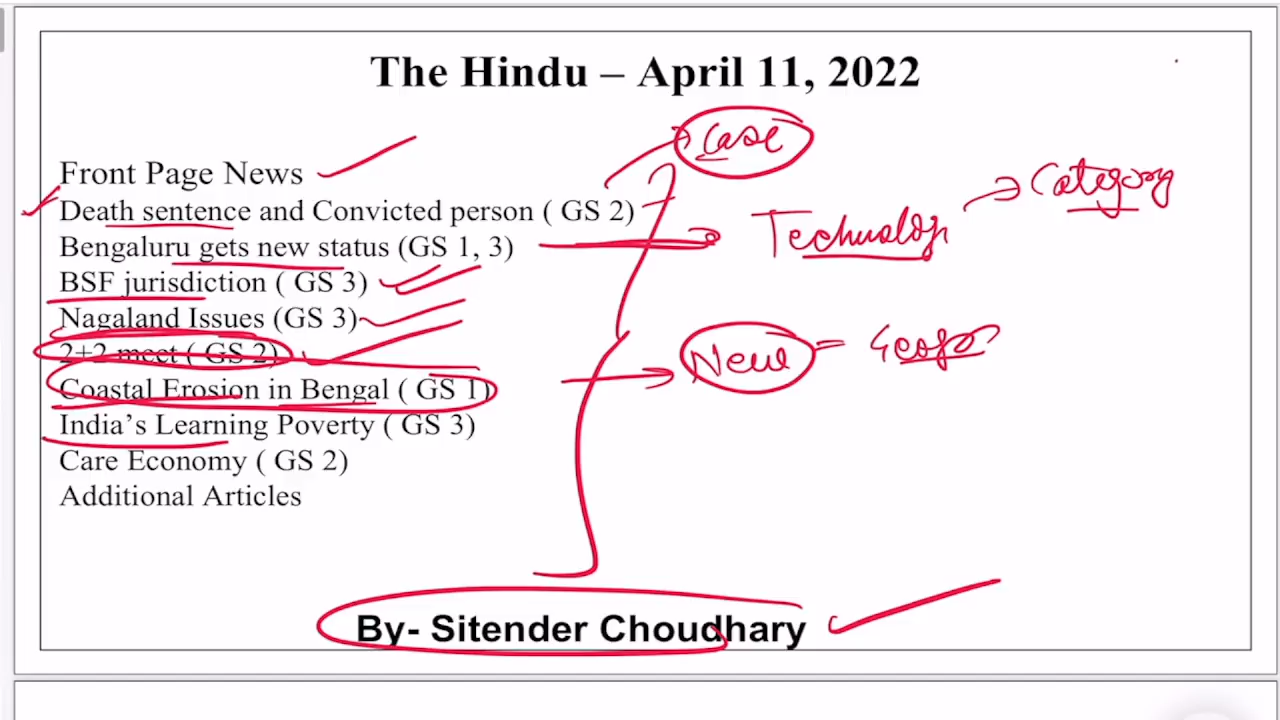 The Hindu – April 11, 2022
Case
Front Page News
Category
Death sentence and Convicted person ( GS 2)
Bengaluru gets new status (GS 1, 3)
BSF jurisdiction ( GS 3)
Nagaland Issues (GS 3)
2+2 meet ( GS 2)
New =
Coastal Erosion in Bengal ( GS 1)
India’s Learning Poverty ( GS 3)
Care Economy ( GS 2)
Additional Articles
By- Sitender Choudhary